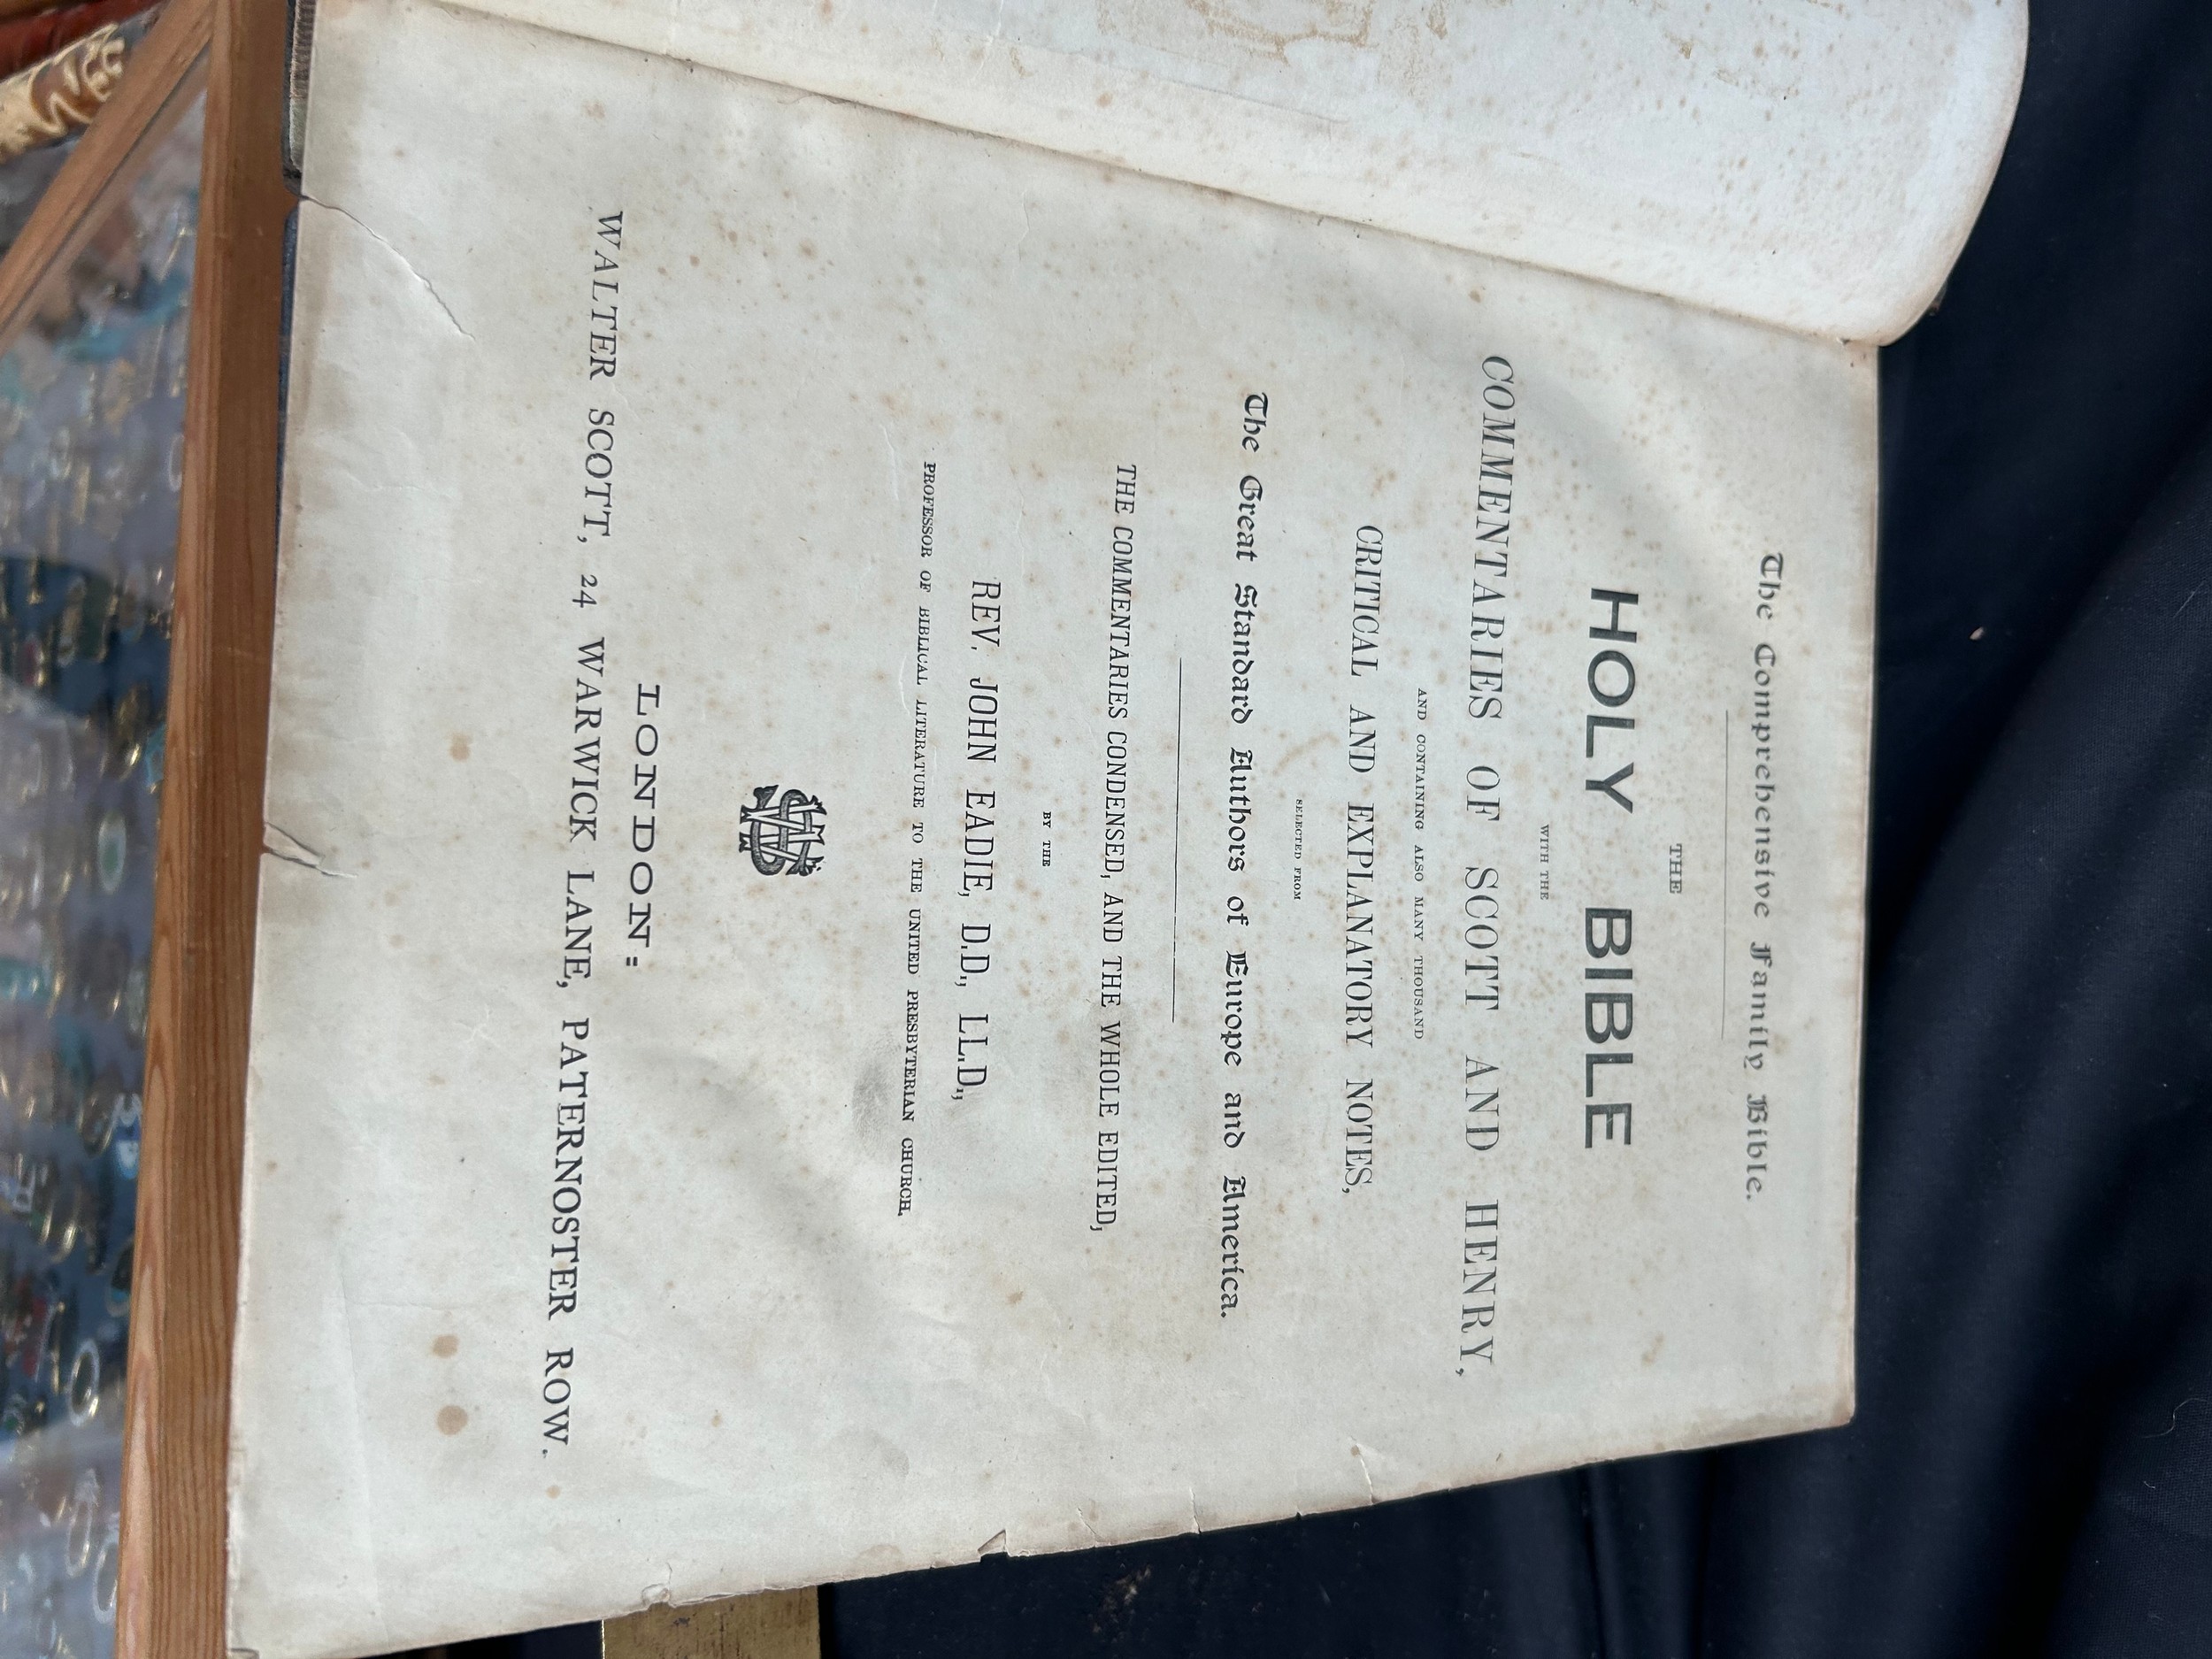 The Comprehensive Family Bible.
THE
HOLY BIBLE
WITH THE
COMMENTARIES OF SCOTT AND HENRY,
AND CONTAINING ALSO MANY THOUSAND
CRITICAL AND EXPLANATORY NOTES,
SELECTED FROM
The Great Standard Authors of Europe and America.
THE COMMENTARIES CONDENSED, AND THE WHOLE EDITED,
BY THE
REV. JOHN EADIE, D.D., LL.D.,
PROFESSOR OF BIBLICAL LITERATURE TO THE UNITED PRESBYTERIAN CHURCH.
WS
LONDON:
WALTER SCOTT, 24 WARWICK LANE, PATERNOSTER ROW.